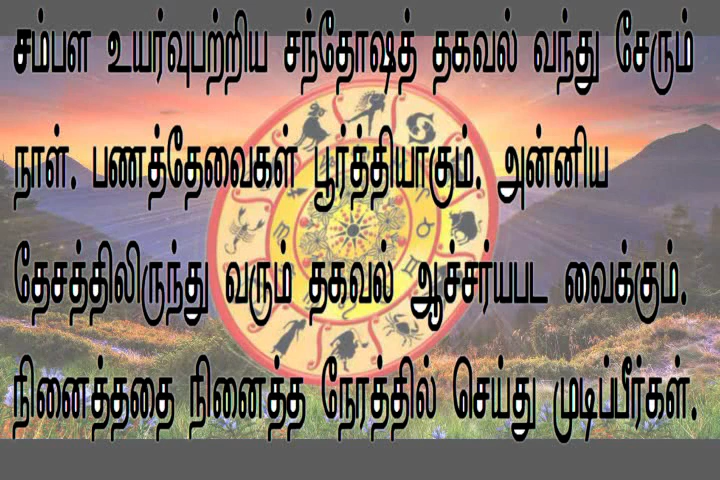 சம்பள உயர்வுபற்றிய சந்தோஷத் தகவல் வந்து சேரும்
நாள். பணத்தேவைகள் பூர்த்தியாகும். அன்னிய
தேசத்திலிருந்து வரும் தகவல் ஆச்சர்யபட வைக்கும்.
நினைத்ததை நினைத்த நேரத்தில் செய்து முடிப்பீர்கள்.